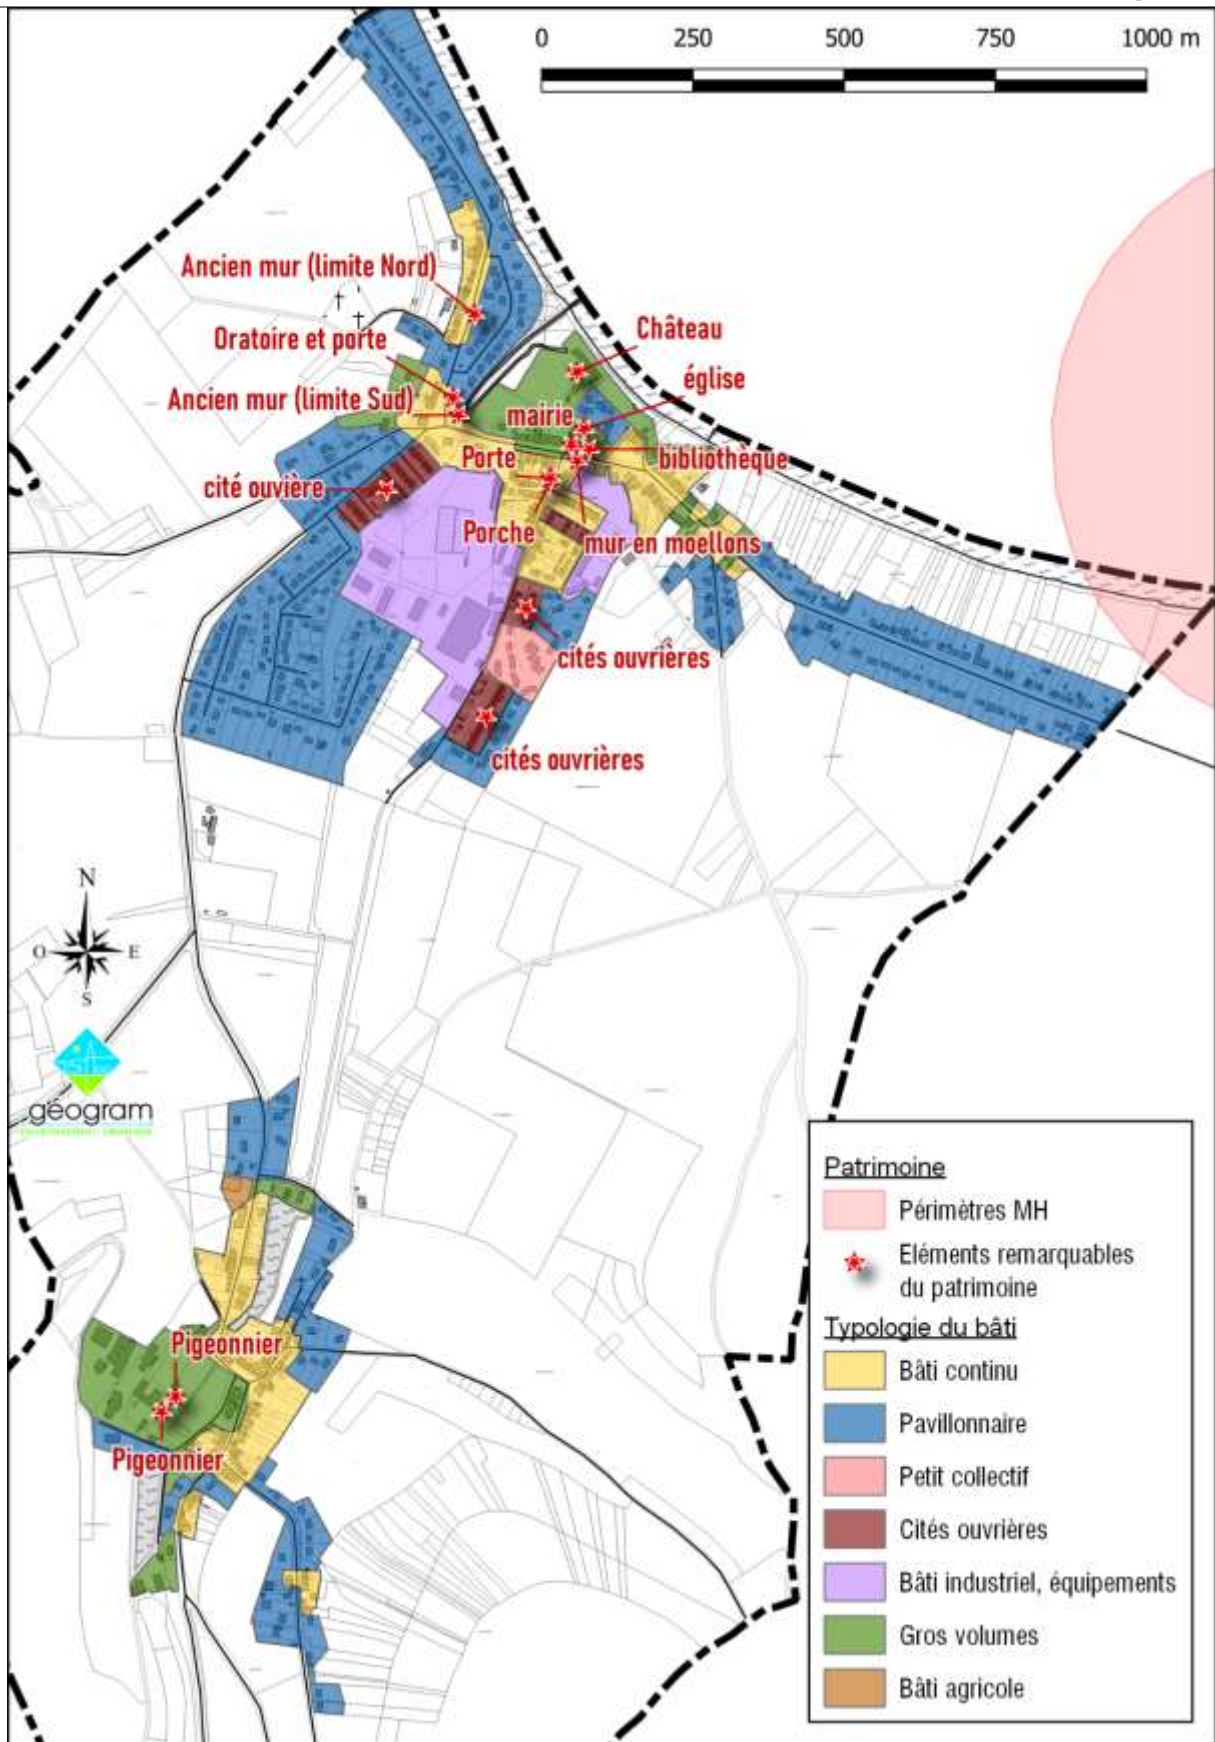 0 250 500 750 1000 m
Ancien mur (limite Nord)
Château
Oratoire et porte
église
Ancien mur (limite Sud)
mairie
Porte
bibliothèque
cité ouvière
Porche
mur en moellons
cités ouvrières
cités ouvrières
N
O E
S
géogram
Patrimoine
Périmètres MH
Eléments remarquables
du patrimoine
Typologie du bâti
Pigeonnier
Bâti continu
Pavillonnaire
Pigeonnier
Petit collectif
Cités ouvrières
Bâti industriel, équipements
Gros volumes
Bâti agricole